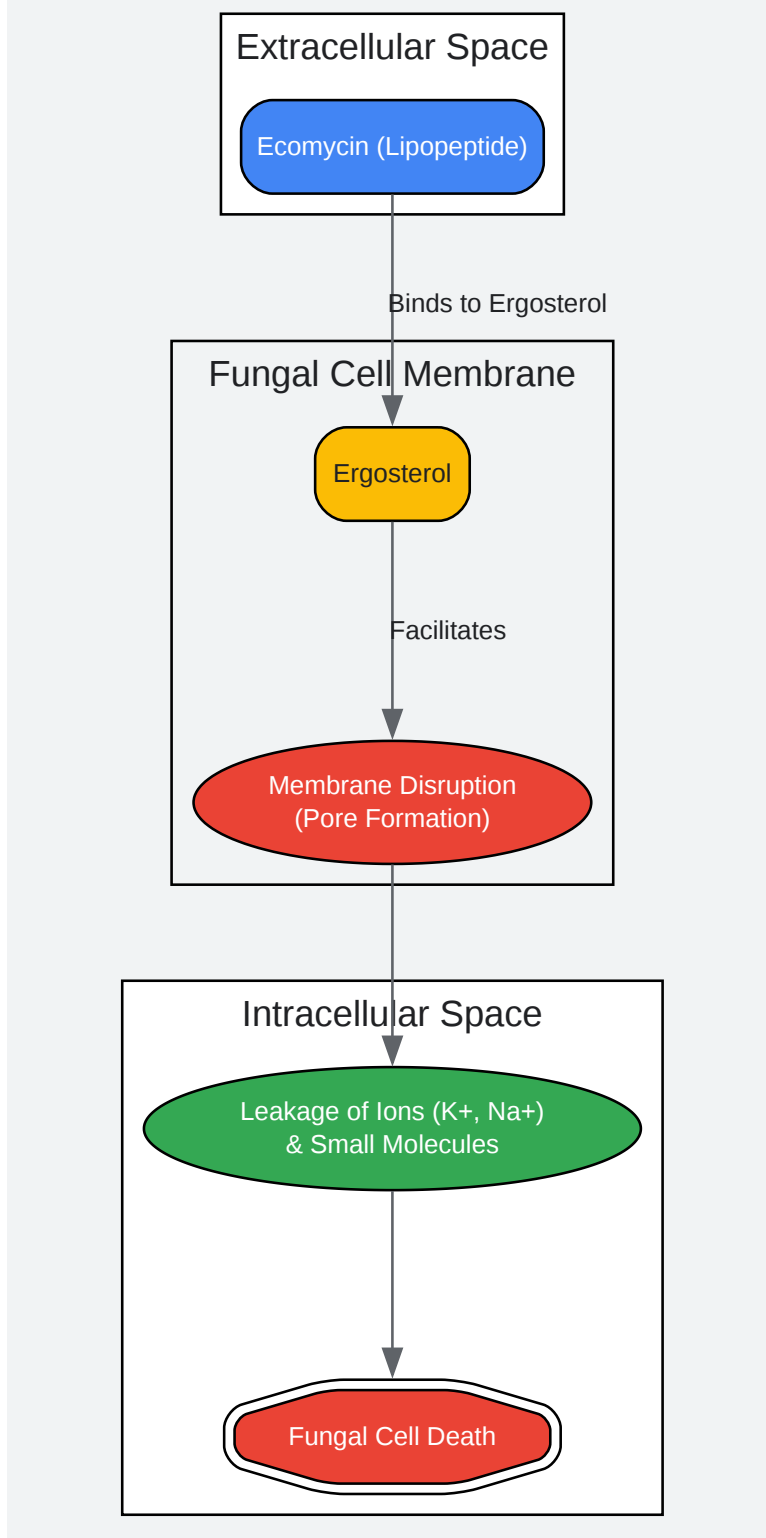 Extracellular Space
Ecomycin (Lipopeptide)
Binds to Ergosterol
Fungal Cell Membrane
Ergosterol
Facilitates
Membrane Disruption
(Pore Formation)
Intracellular Space
Leakage of Ions (K+, Na+)
& Small Molecules
Fungal Cell Death